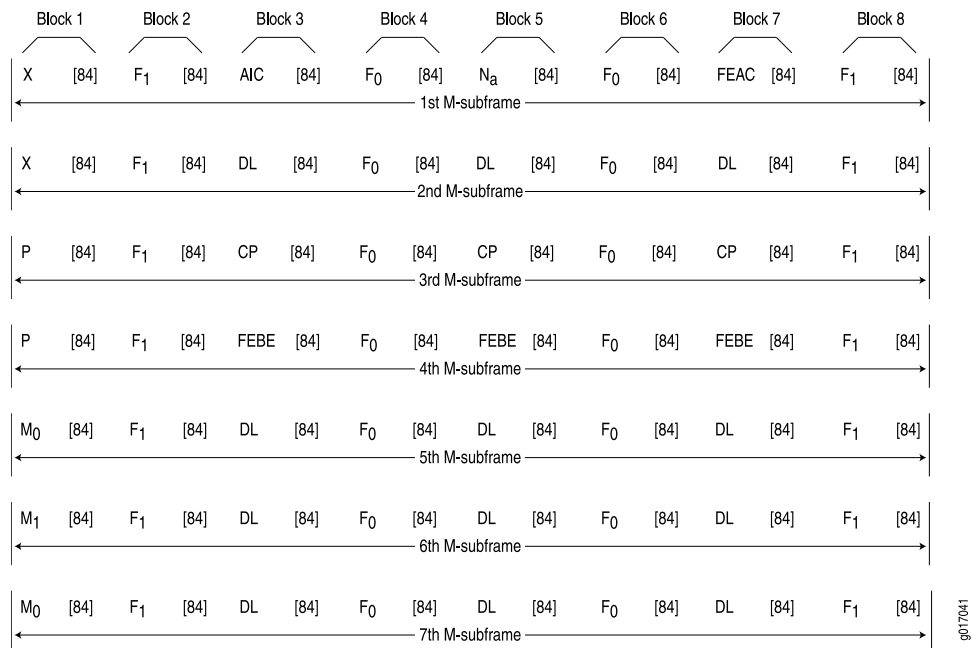 Block 1 Block 2 Block 3 Block 4 Block 5 Block 6 Block 7 Block 8
X [84] F1 [84] AIC [84] F0 [84] Na [84] F0 [84] FEAC [84] F1 [84]
1st M-subframe
X [84] F1 [84] DL [84] F0 [84] DL [84] F0 [84] DL [84] F1 [84]
2nd M-subframe
P [84] F1 [84] CP [84] F0 [84] CP [84] F0 [84] CP [84] F1 [84]
3rd M-subframe
P [84] F1 [84] FEBE [84] F0 [84] FEBE [84] F0 [84] FEBE [84] F1 [84]
4th M-subframe
M0 [84] F1 [84] DL [84] F0 [84] DL [84] F0 [84] DL [84] F1 [84]
5th M-subframe
M1 [84] F1 [84] DL [84] F0 [84] DL [84] F0 [84] DL [84] F1 [84]
6th M-subframe
M0 [84] F1 [84] DL [84] F0 [84] DL [84] F0 [84] DL [84] F1 [84]
7th M-subframe
g017041